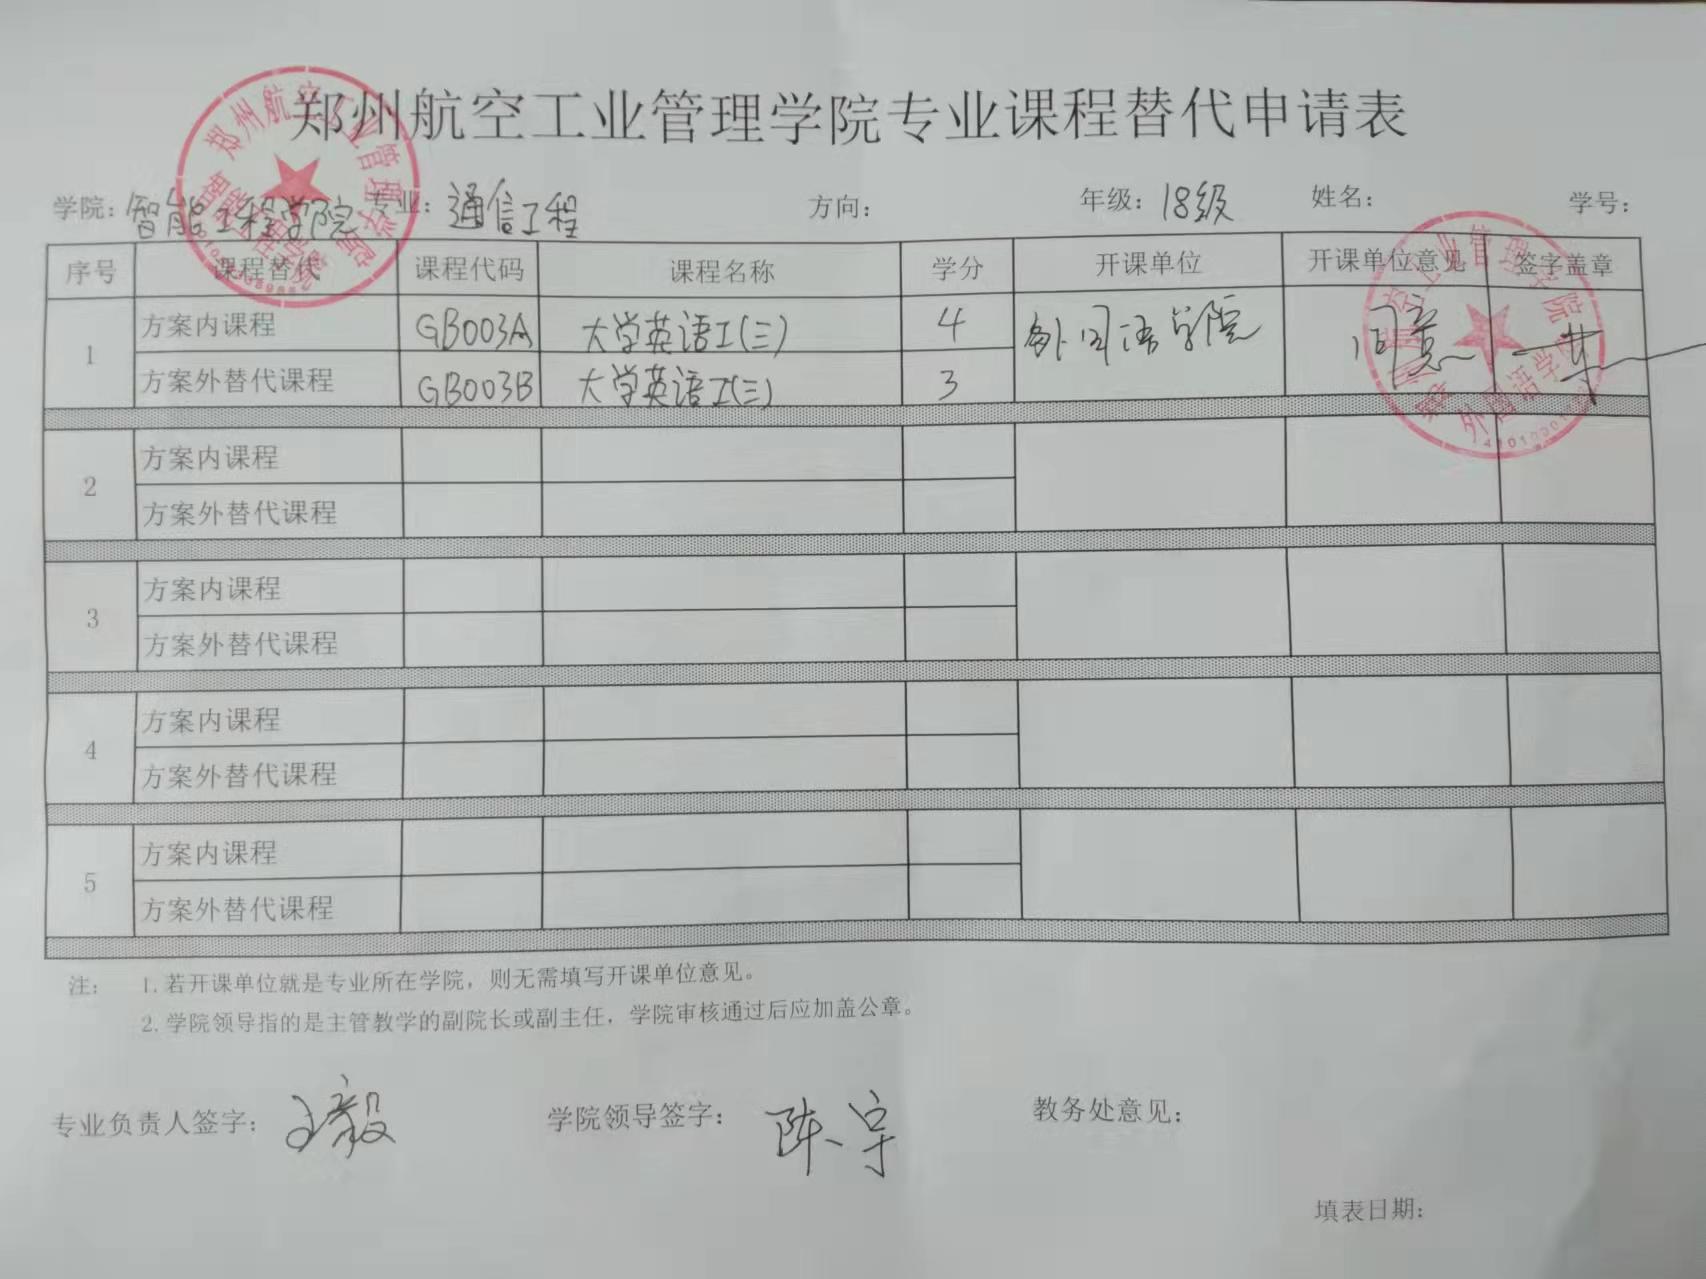 郑州航空工业管理学院专业课程替代申请表
学院：智能工程学院 专业：通信工程 方向： 年级：18级 姓名： 学号：
序号 课程替代 课程代码 课程名称 学分 开课单位 开课单位意见 签字盖章
1 方案内课程 GB003A 大学英语I(三) 4 外国语学院 同意
方案外替代课程 GB003B 大学英语I(三) 3
2 方案内课程
方案外替代课程
3 方案内课程
方案外替代课程
4 方案内课程
方案外替代课程
5 方案内课程
方案外替代课程
注： 1.若开课单位就是专业所在学院，则无需填写开课单位意见。
2.学院领导指的是主管教学的副院长或副主任，学院审核通过后应加盖公章。
专业负责人签字：王毅 学院领导签字：陈宇 教务处意见：
填表日期：